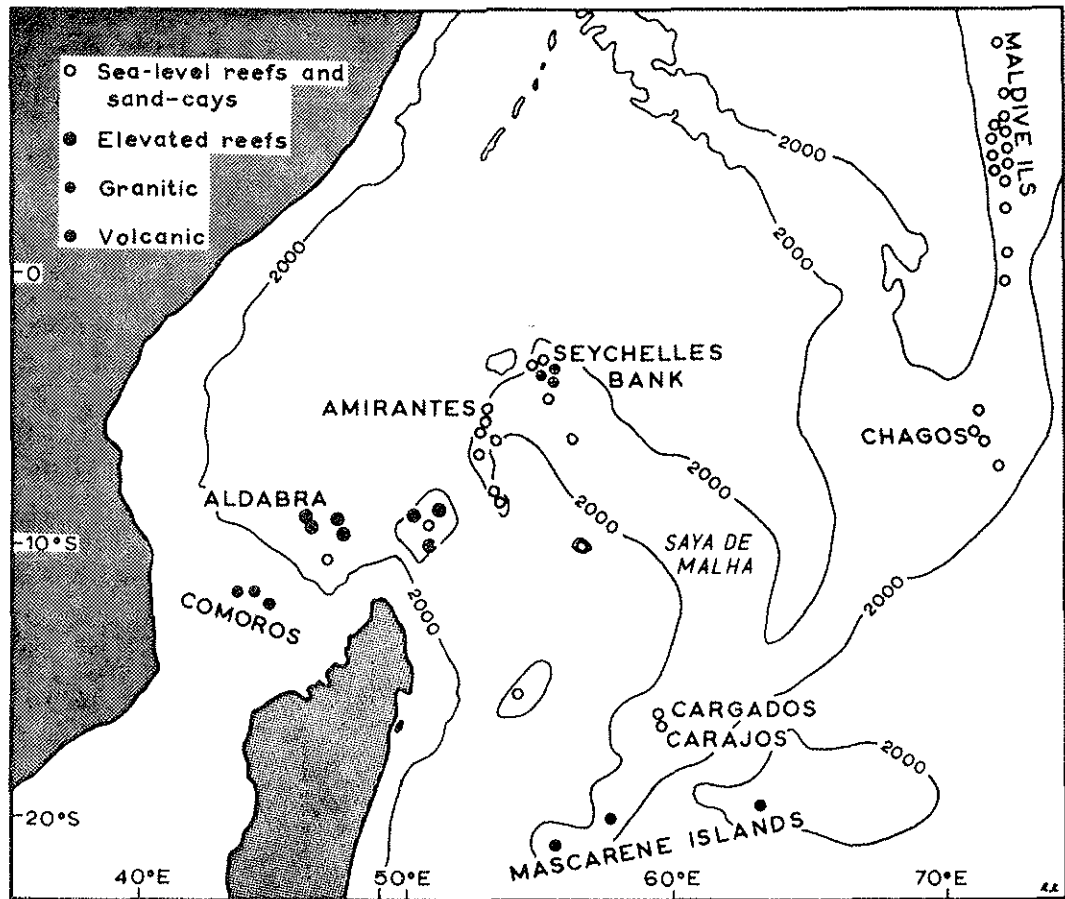 Sea-level reefs and
sand-cays
Elevated reefs
Granitic
Volcanic
MALDIVE ILS
2000
2000
2000
0
SEYCHELLES
BANK
AMIRANTES
CHAGOS
2000
ALDABRA
2000
10°S
SAYA DE
MALHA
2000
2000
COMOROS
CARGADOS
CARAJOS
2000
20°S
MASCARENE ISLANDS
40°E
50°E
60°E
70°E